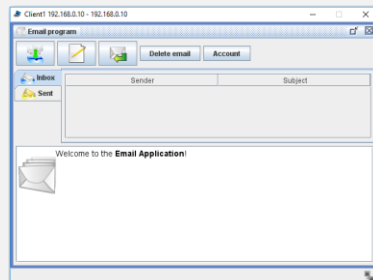 Client1 192.168.0.10 - 192.168.0.10
Email program
Delete email Account
Inbox
Sender Subject
Sent
Welcome to the Email Application!